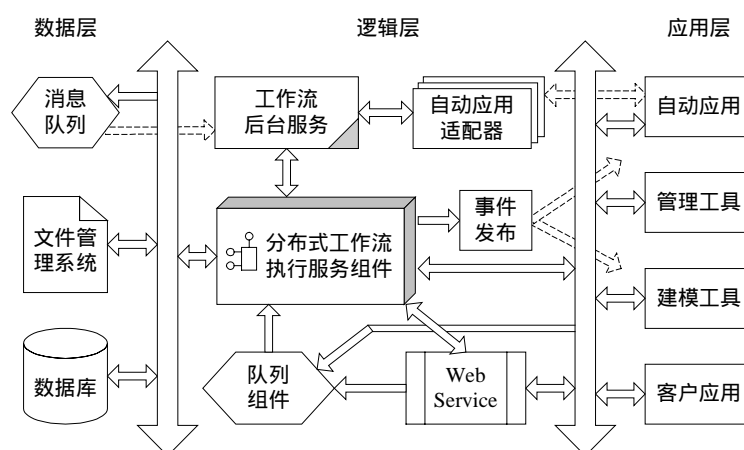 数据层
逻辑层
应用层
消息
队列
工作流
后台服务
自动应用
适配器
自动应用
文件管
理系统
分布式工作流
执行服务组件
事件
发布
管理工具
建模工具
数据库
队列
组件
Web
Service
客户应用